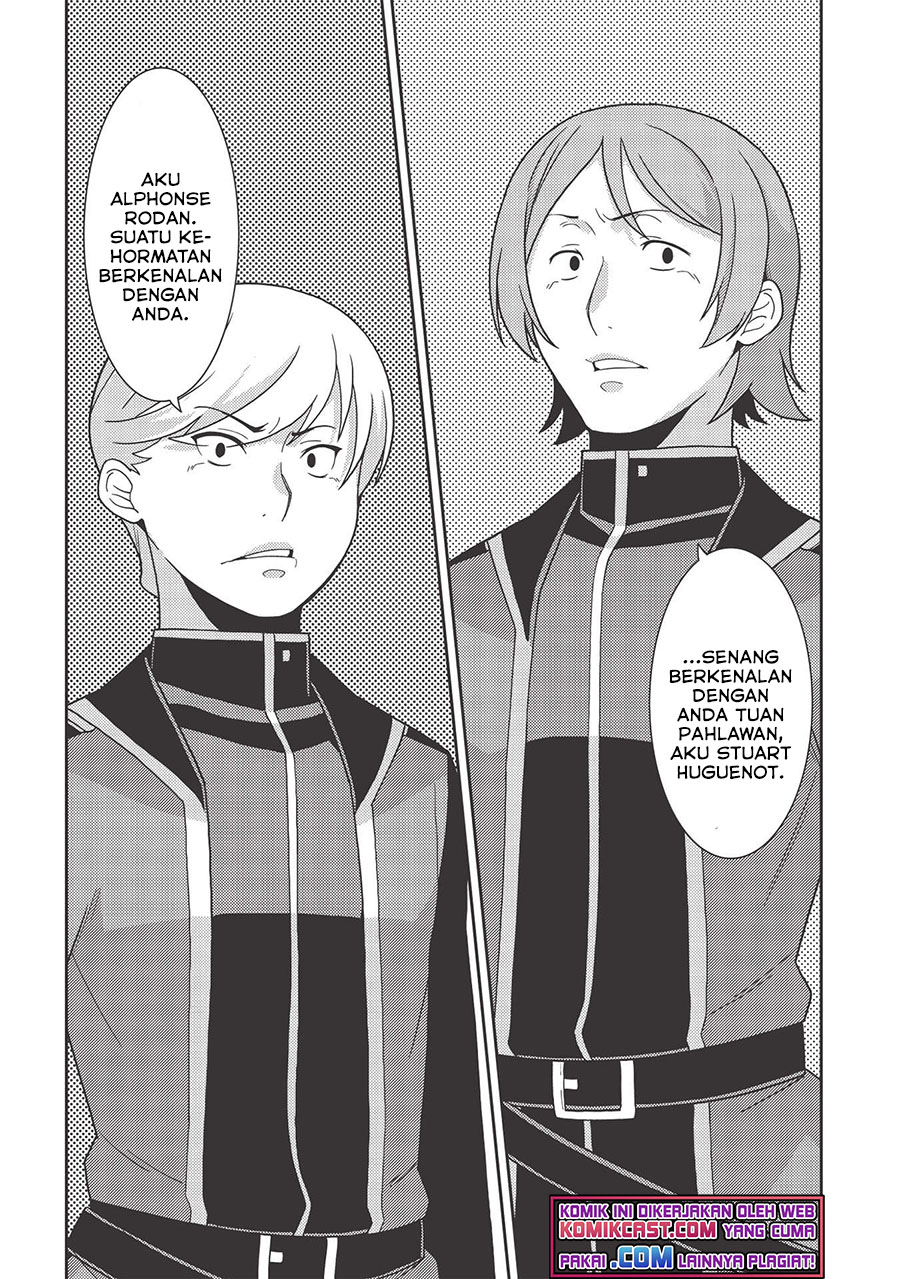 ...SENANG
BERKENALAN
DENGAN
ANDA TUAN
PAHLAWAN,
AKU STUART
HUGUENOT.
AKU
ALPHONSE
RODAN.
SUATU KE-
HORMATAN
BERKENALAN
DENGAN
ANDA.
KOMIK INI DIKERJAKAN OLEH WEB
KOMIKCAST.COM YANG CUMA
PAKAI .COM LAINNYA PLAGIAT!